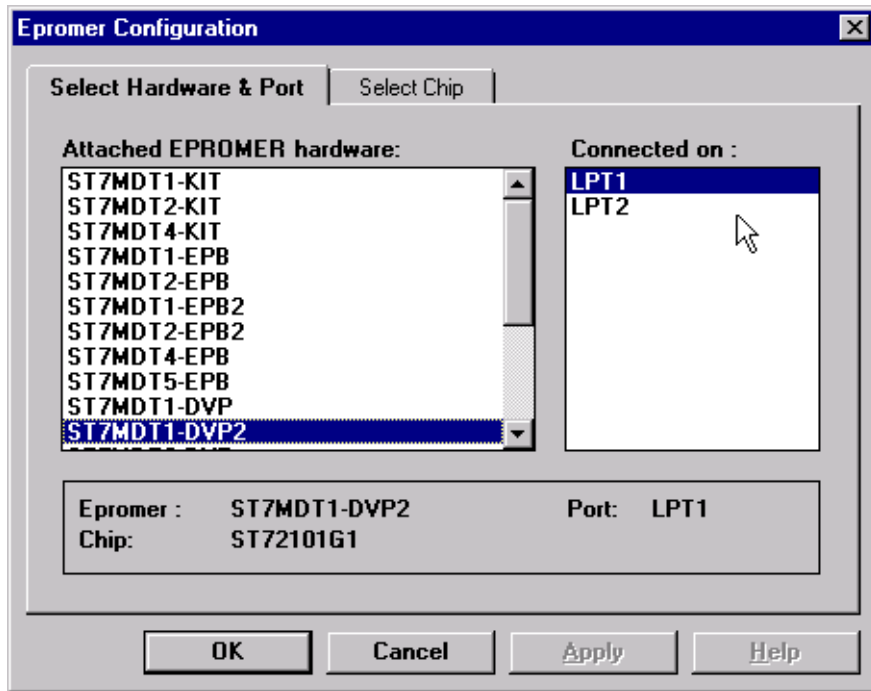 Epromer Configuration
Select Hardware & Port
Select Chip
Attached EPROMER hardware:
ST7MDT1-KIT
ST7MDT2-KIT
ST7MDT4-KIT
ST7MDT1-EPB
ST7MDT2-EPB
ST7MDT1-EPB2
ST7MDT2-EPB2
ST7MDT4-EPB
ST7MDT5-EPB
ST7MDT1-DVP
ST7MDT1-DVP2
Connected on :
LPT1
LPT2
Epromer : ST7MDT1-DVP2 Port: LPT1
Chip: ST72101G1
OK Cancel Apply Help